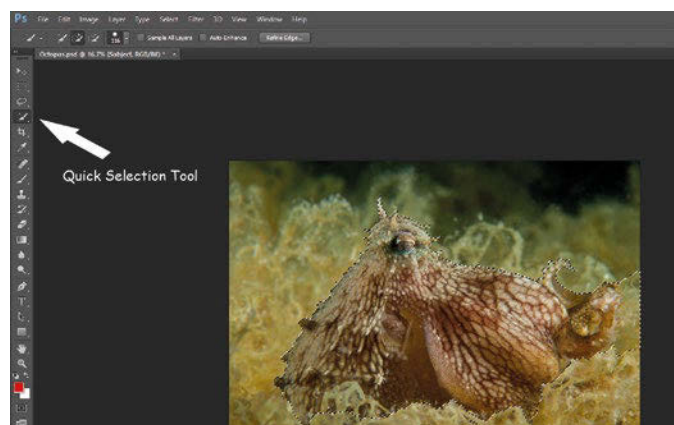 Ps File Edit Image Layer Type Select Filter 3D View Window Help
116 Sample All Layers Auto-Enhance Refine Edge...
Octopus.psd @ 16.7% (Subject, RGB/8#) * ×
Quick Selection Tool